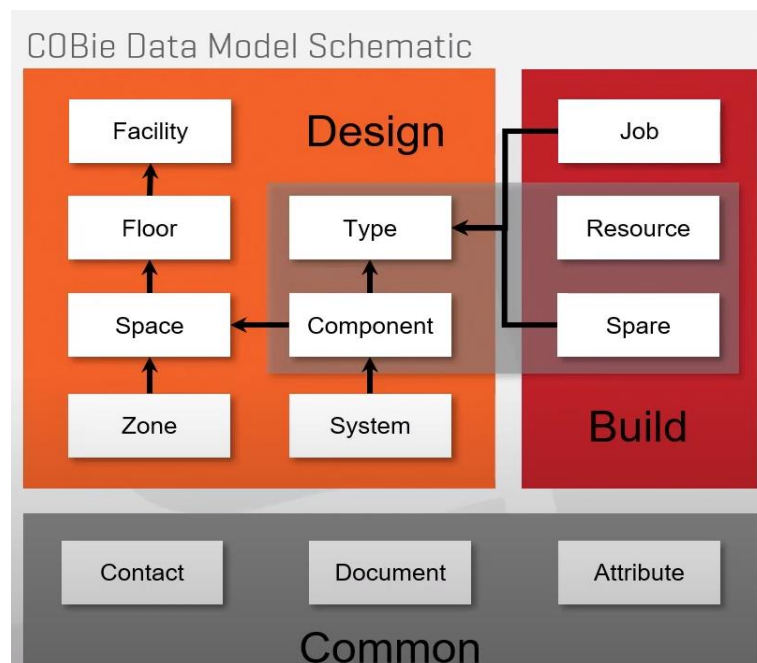 COBie Data Model Schematic
Design
Facility
Floor
Space
Zone
Type
Component
System
Job
Resource
Spare
Build
Contact
Document
Attribute
Common